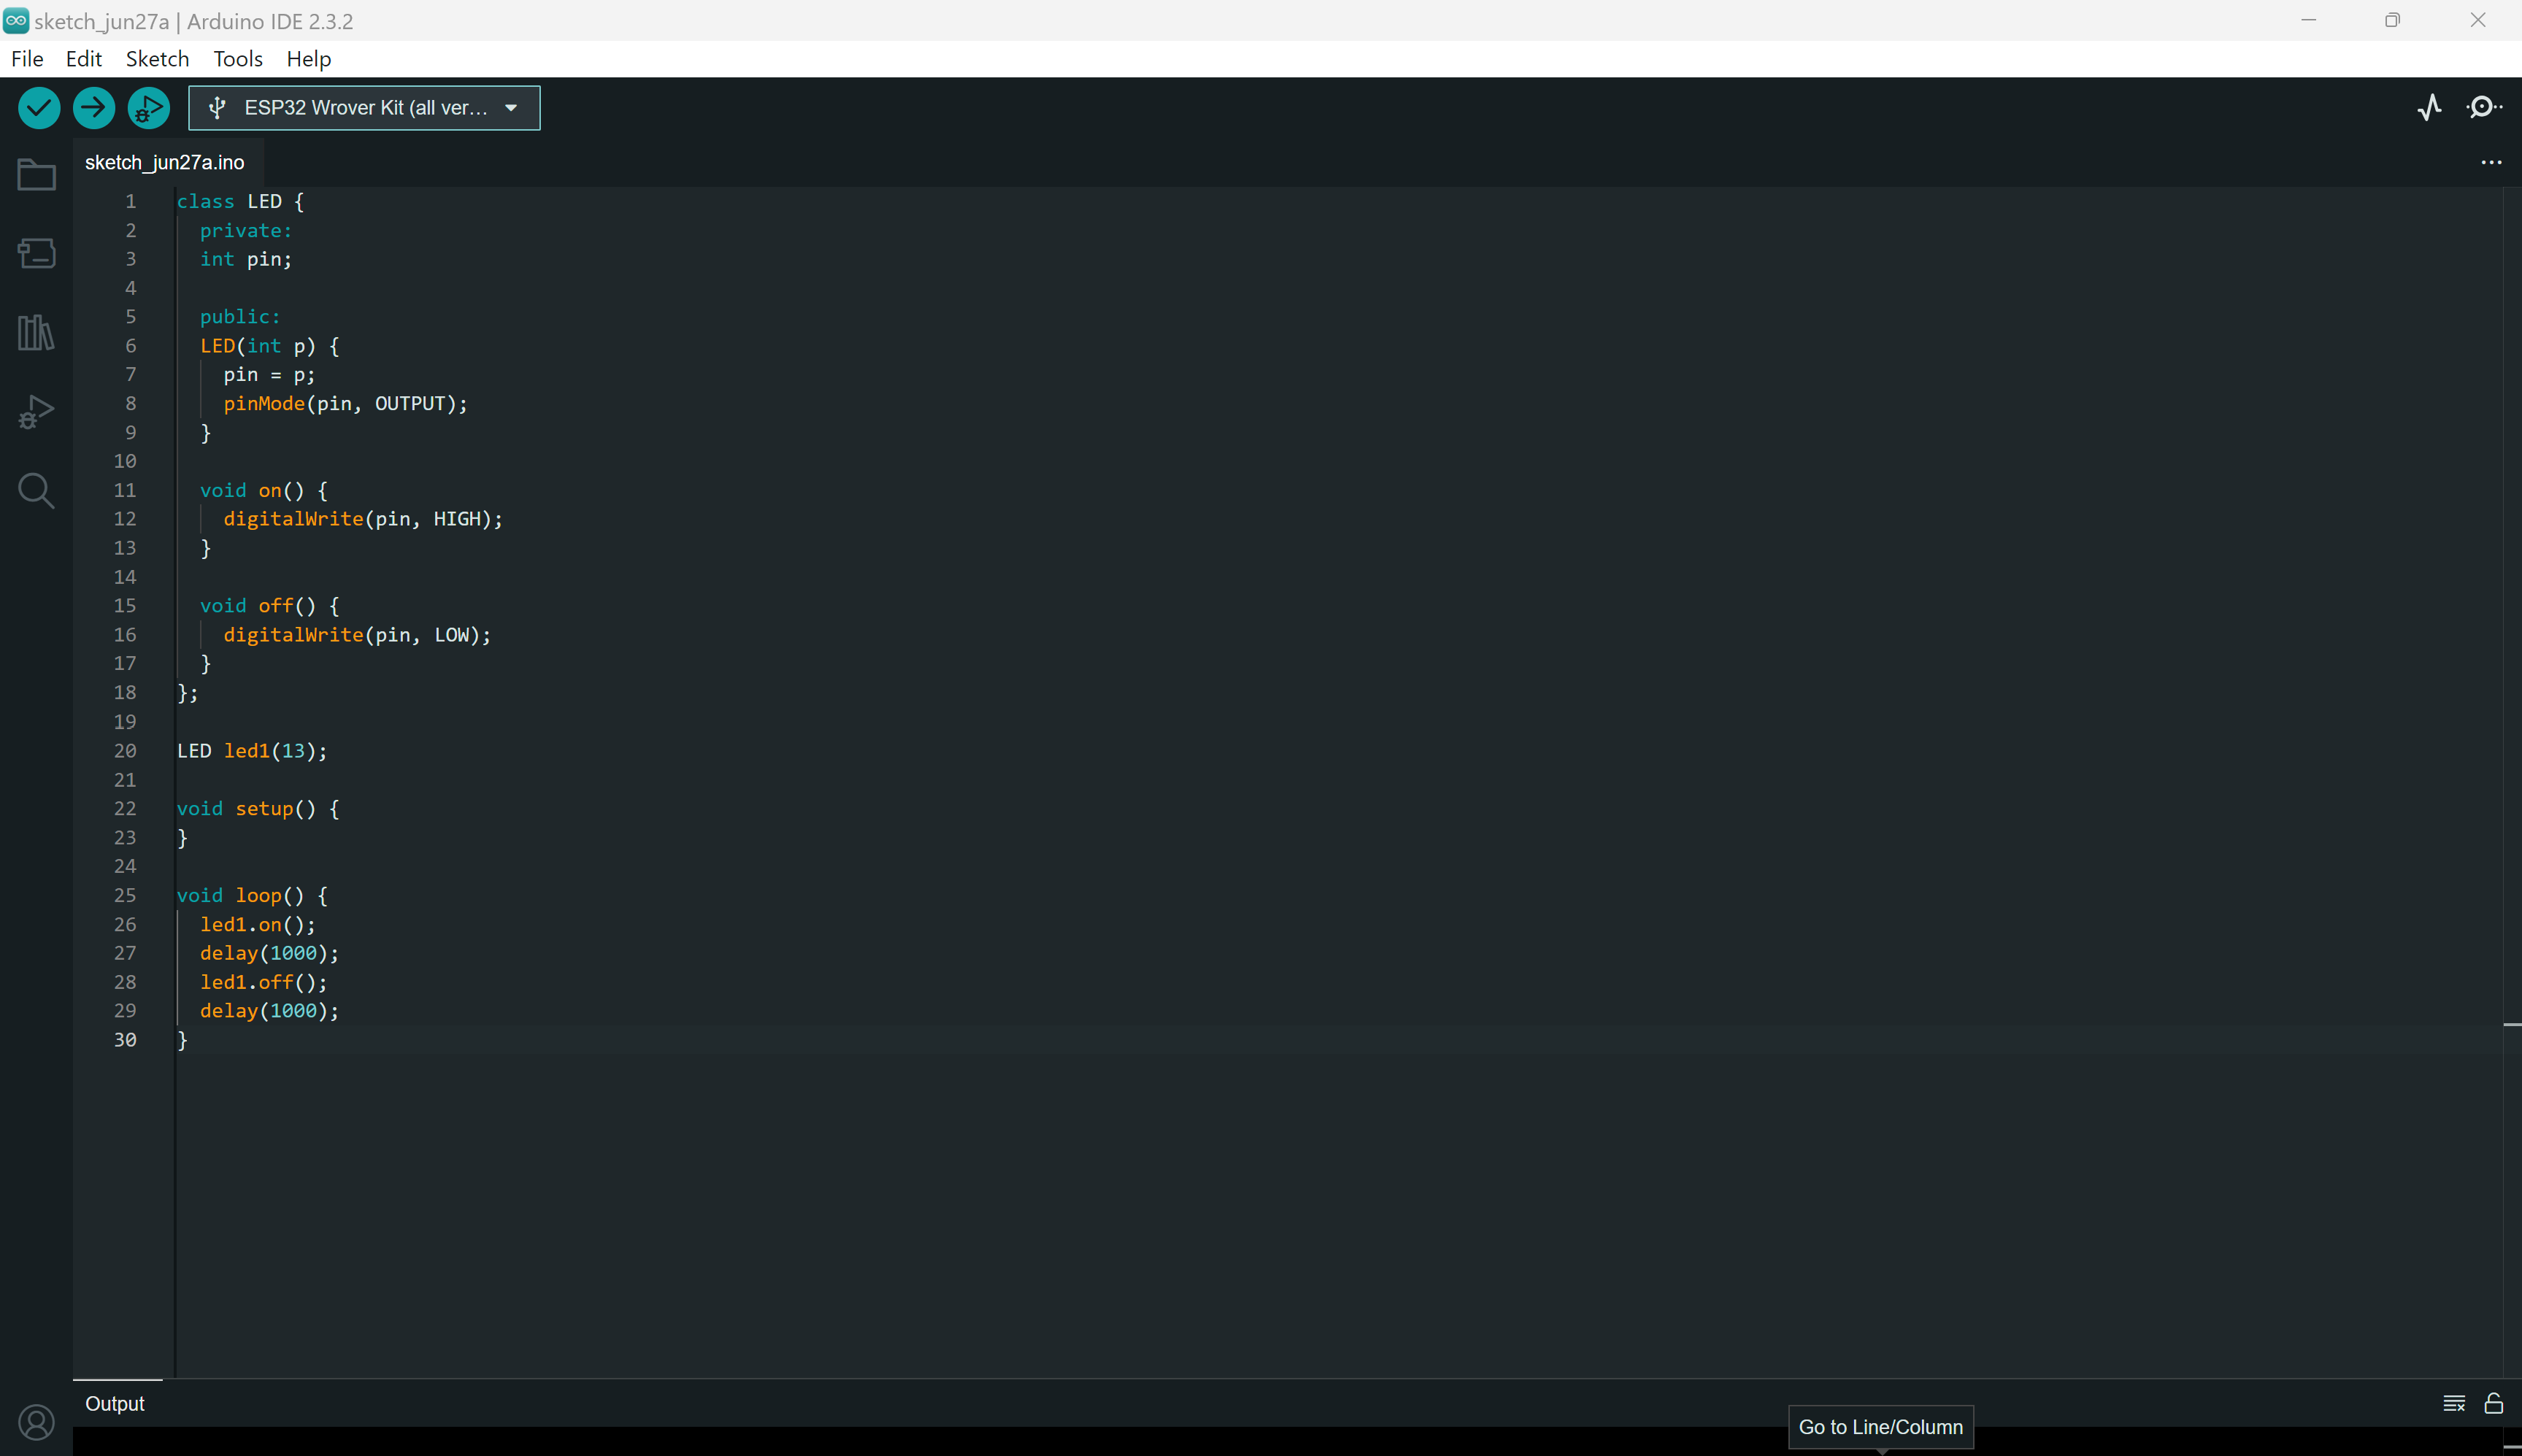 sketch_jun27a | Arduino IDE 2.3.2
File Edit Sketch Tools Help
ESP32 Wrover Kit (all ver...
sketch_jun27a.ino
1 class LED {
2 private:
3 int pin;
4
5 public:
6 LED(int p) {
7 pin = p;
8 pinMode(pin, OUTPUT);
9 }
10
11 void on() {
12 digitalWrite(pin, HIGH);
13 }
14
15 void off() {
16 digitalWrite(pin, LOW);
17 }
18 };
19
20 LED led1(13);
21
22 void setup() {
23 }
24
25 void loop() {
26 led1.on();
27 delay(1000);
28 led1.off();
29 delay(1000);
30 }
Output
Go to Line/Column